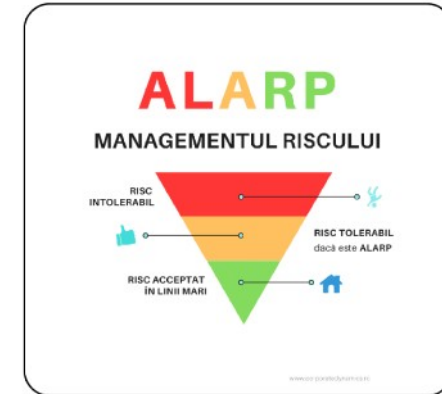 ALARP
MANAGEMENTUL RISCULUI
RISC
INTOLERABIL
RISC TOLERABIL
dacă este ALARP
RISC ACCEPTAT
ÎN LINII MARI